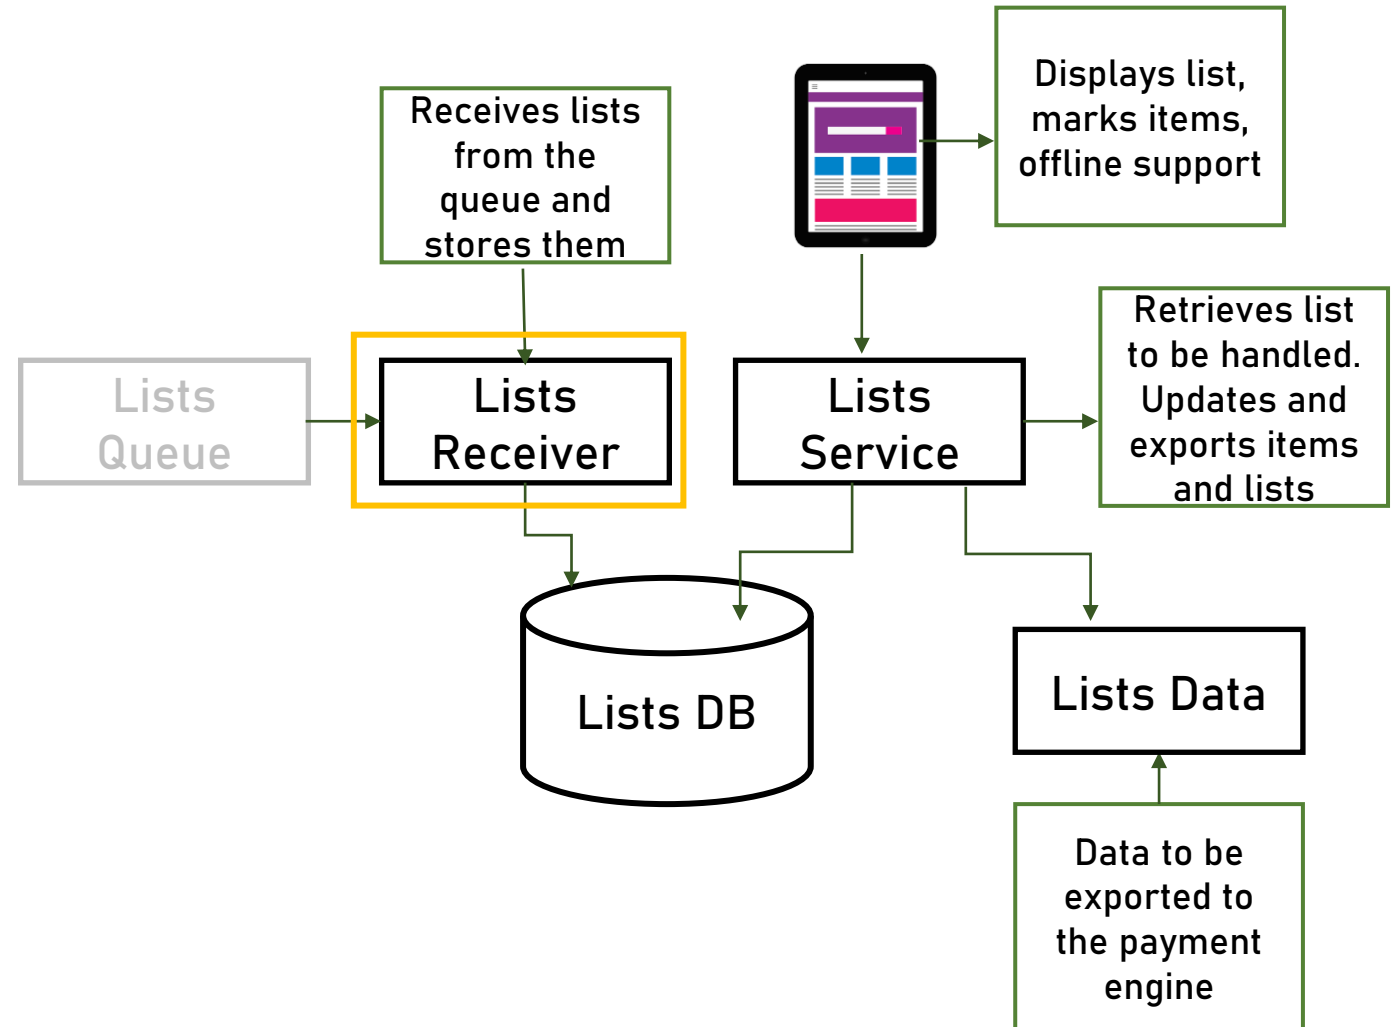 Displays list,
marks items,
offline support
Receives lists
from the
queue and
stores them
Retrieves list
to be handled.
Updates and
exports items
and lists
Lists
Queue
Lists
Receiver
Lists
Service
Lists DB
Lists Data
Data to be
exported to
the payment
engine